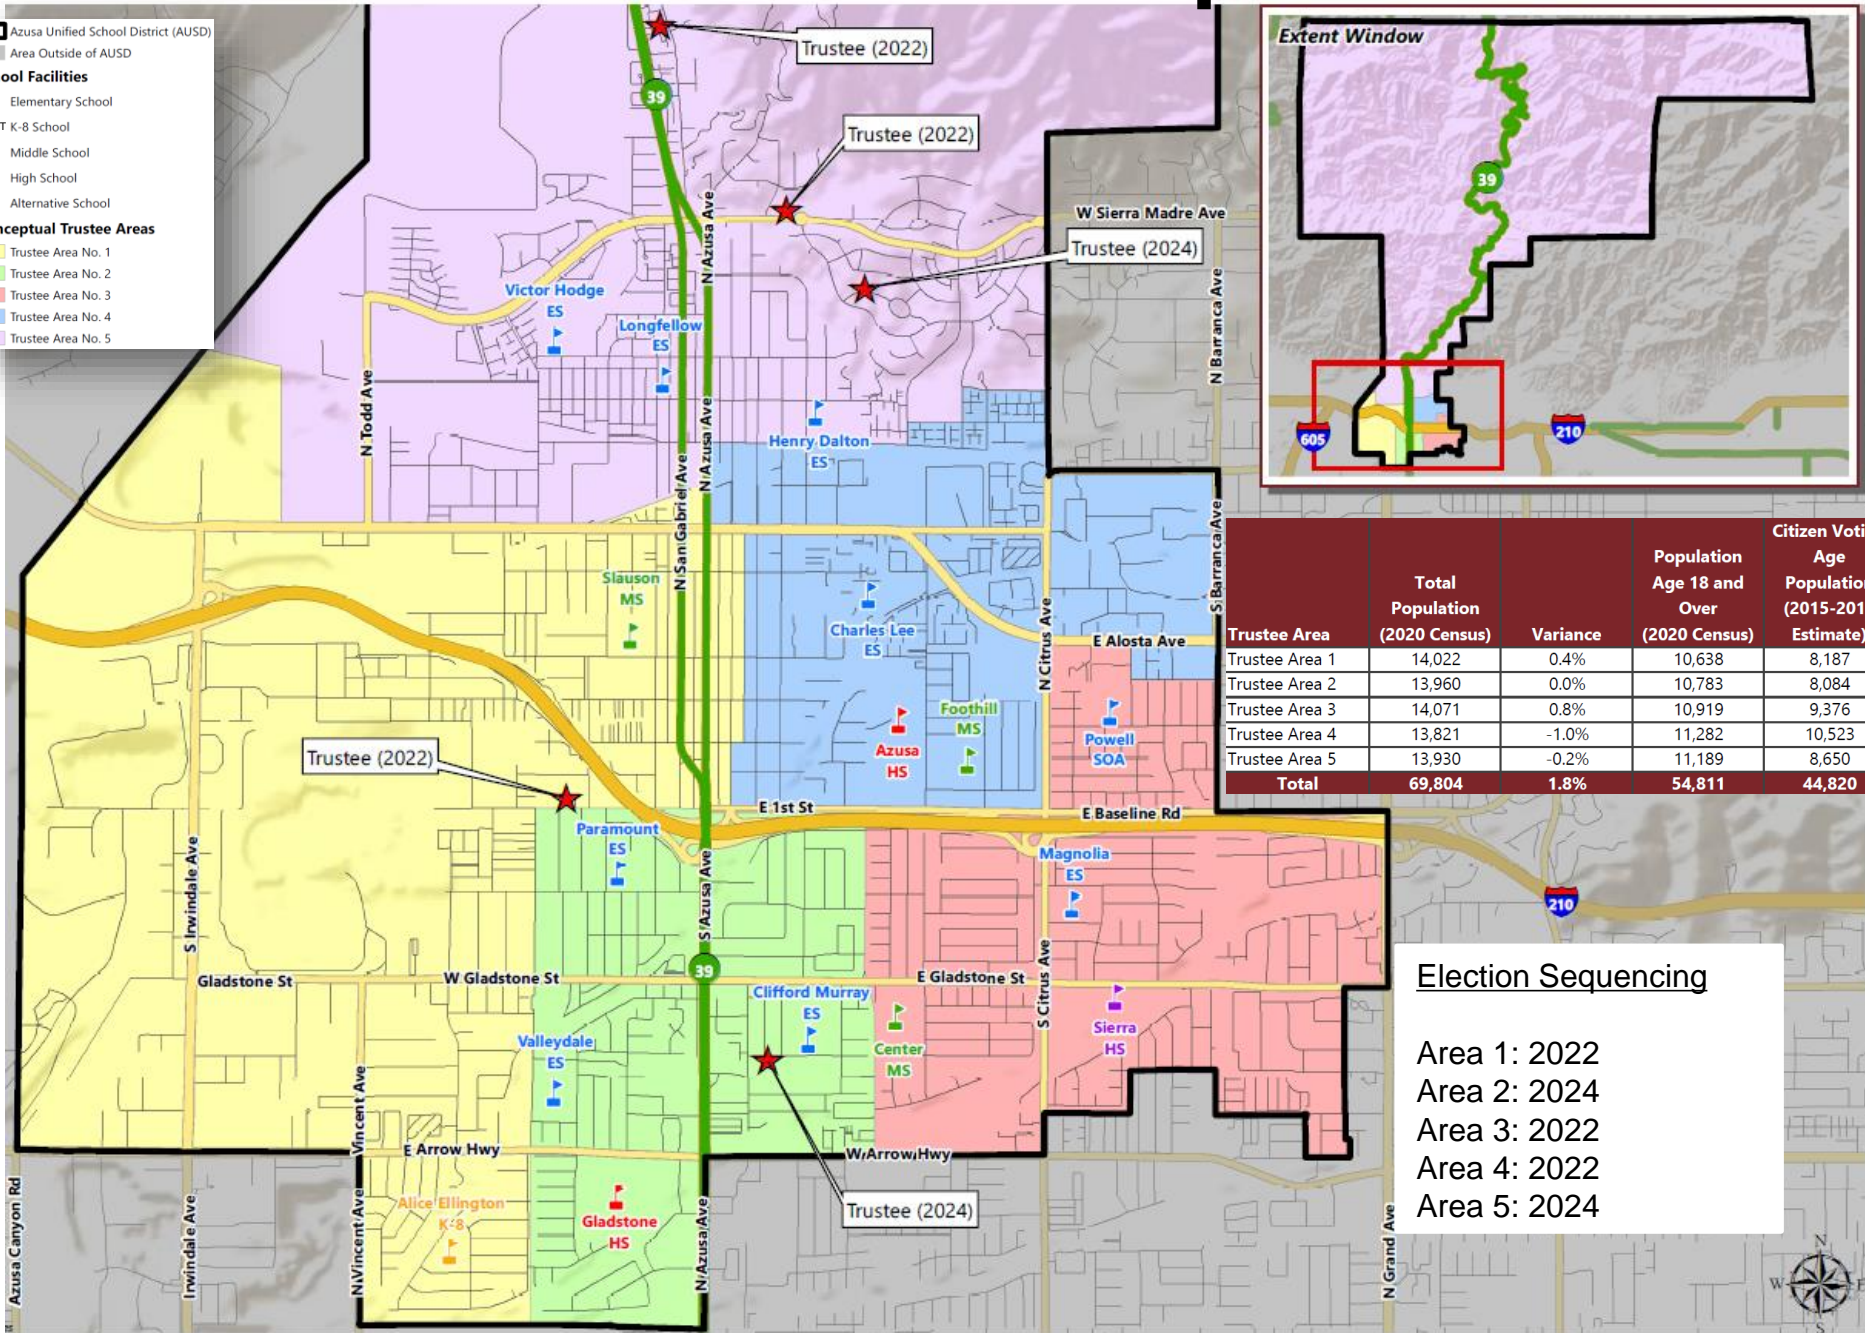 Azusa Unified School District (AUSD)
Area Outside of AUSD
ool Facilities
Elementary School
T K-8 School
Middle School
High School
Alternative School
nceptual Trustee Areas
Trustee Area No. 1
Trustee Area No. 2
Trustee Area No. 3
Trustee Area No. 4
Trustee Area No. 5
Trustee (2022)
39
Trustee (2022)
W Sierra Madre Ave
Trustee (2024)
N Azusa Ave
N Barranca Ave
Victor Hodge
ES
Longfellow
ES
N Todd Ave
N Azusa Ave
N San Gabriel Ave
Henry Dalton
ES
Extent Window
39
605
210
S Barranca Ave
Slauson
MS
Charles Lee
ES
N Citrus Ave
E Alosta Ave
Foothill
MS
Azusa
HS
Powell
SOA
Trustee (2022)
E 1st St
E Baseline Rd
Paramount
ES
Magnolia
ES
S Irwindale Ave
S Azusa Ave
210
39
Gladstone St
W Gladstone St
E Gladstone St
S Citrus Ave
Clifford Murray
ES
Valleydale
ES
Center
MS
Sierra
HS
Vincent Ave
E Arrow Hwy
W Arrow Hwy
Trustee (2024)
Alice Ellington
K-8
Gladstone
HS
Azusa Canyon Rd
Irwindale Ave
N Vincent Ave
N Azusa Ave
N Grand Ave
Trustee Area | Total Population (2020 Census) | Variance | Population Age 18 and Over (2020 Census) | Citizen Voti Age Population (2015-201 Estimate)
Trustee Area 1 14,022 0.4% 10,638 8,187
Trustee Area 2 13,960 0.0% 10,783 8,084
Trustee Area 3 14,071 0.8% 10,919 9,376
Trustee Area 4 13,821 -1.0% 11,282 10,523
Trustee Area 5 13,930 -0.2% 11,189 8,650
Total 69,804 1.8% 54,811 44,820
Election Sequencing
Area 1: 2022
Area 2: 2024
Area 3: 2022
Area 4: 2022
Area 5: 2024
N
W E
S